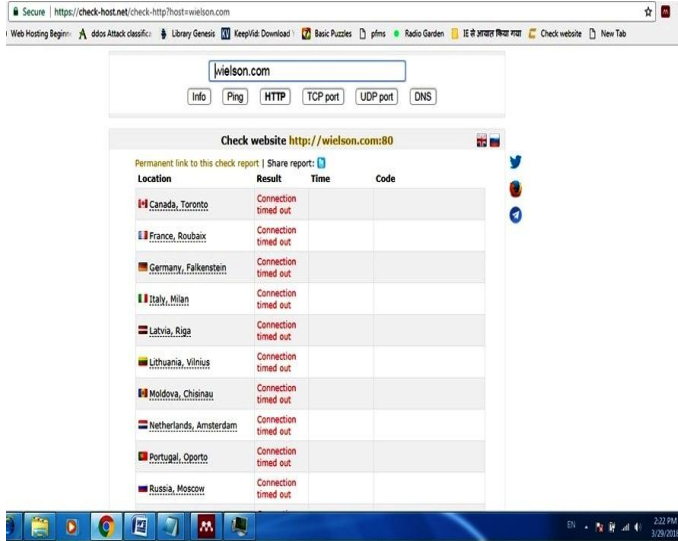 Secure | https://check-host.net/check-http?host=wielson.com
Web Hosting Beginn ddos Attack classific Library Genesis KeepVid: Download Basic Puzzles pfms Radio Garden IE से आयात किया गया Check website New Tab
wielson.com
Info Ping HTTP TCP port UDP port DNS
Check website http://wielson.com:80
Permanent link to this check report | Share report:
Location Result Time Code
Canada, Toronto Connection
timed out
France, Roubaix Connection
timed out
Germany, Falkenstein Connection
timed out
Italy, Milan Connection
timed out
Latvia, Riga Connection
timed out
Lithuania, Vilnius Connection
timed out
Moldova, Chisinau Connection
timed out
Netherlands, Amsterdam Connection
timed out
Portugal, Oporto Connection
timed out
Russia, Moscow Connection
timed out
EN 2:22 PM